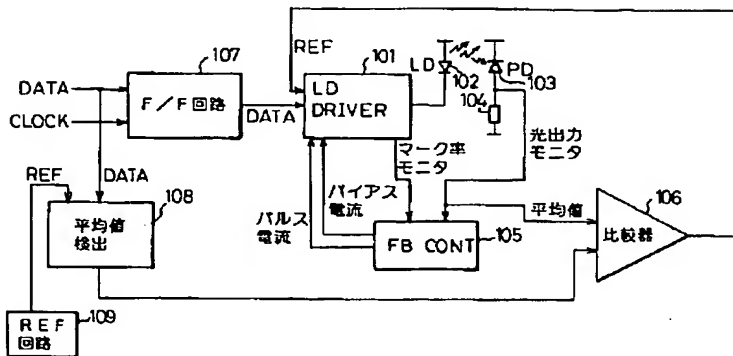 107
REF
101
LD
PD
102
103
DATA
F/F回路
LD
DRIVER
104
CLOCK
DATA
REF
DATA
マーク率
モニタ
光出力
モニタ
108
バイアス
電流
平均値
検出
パルス
電流
平均値
106
FB CONT
105
比較器
REF
回路
109